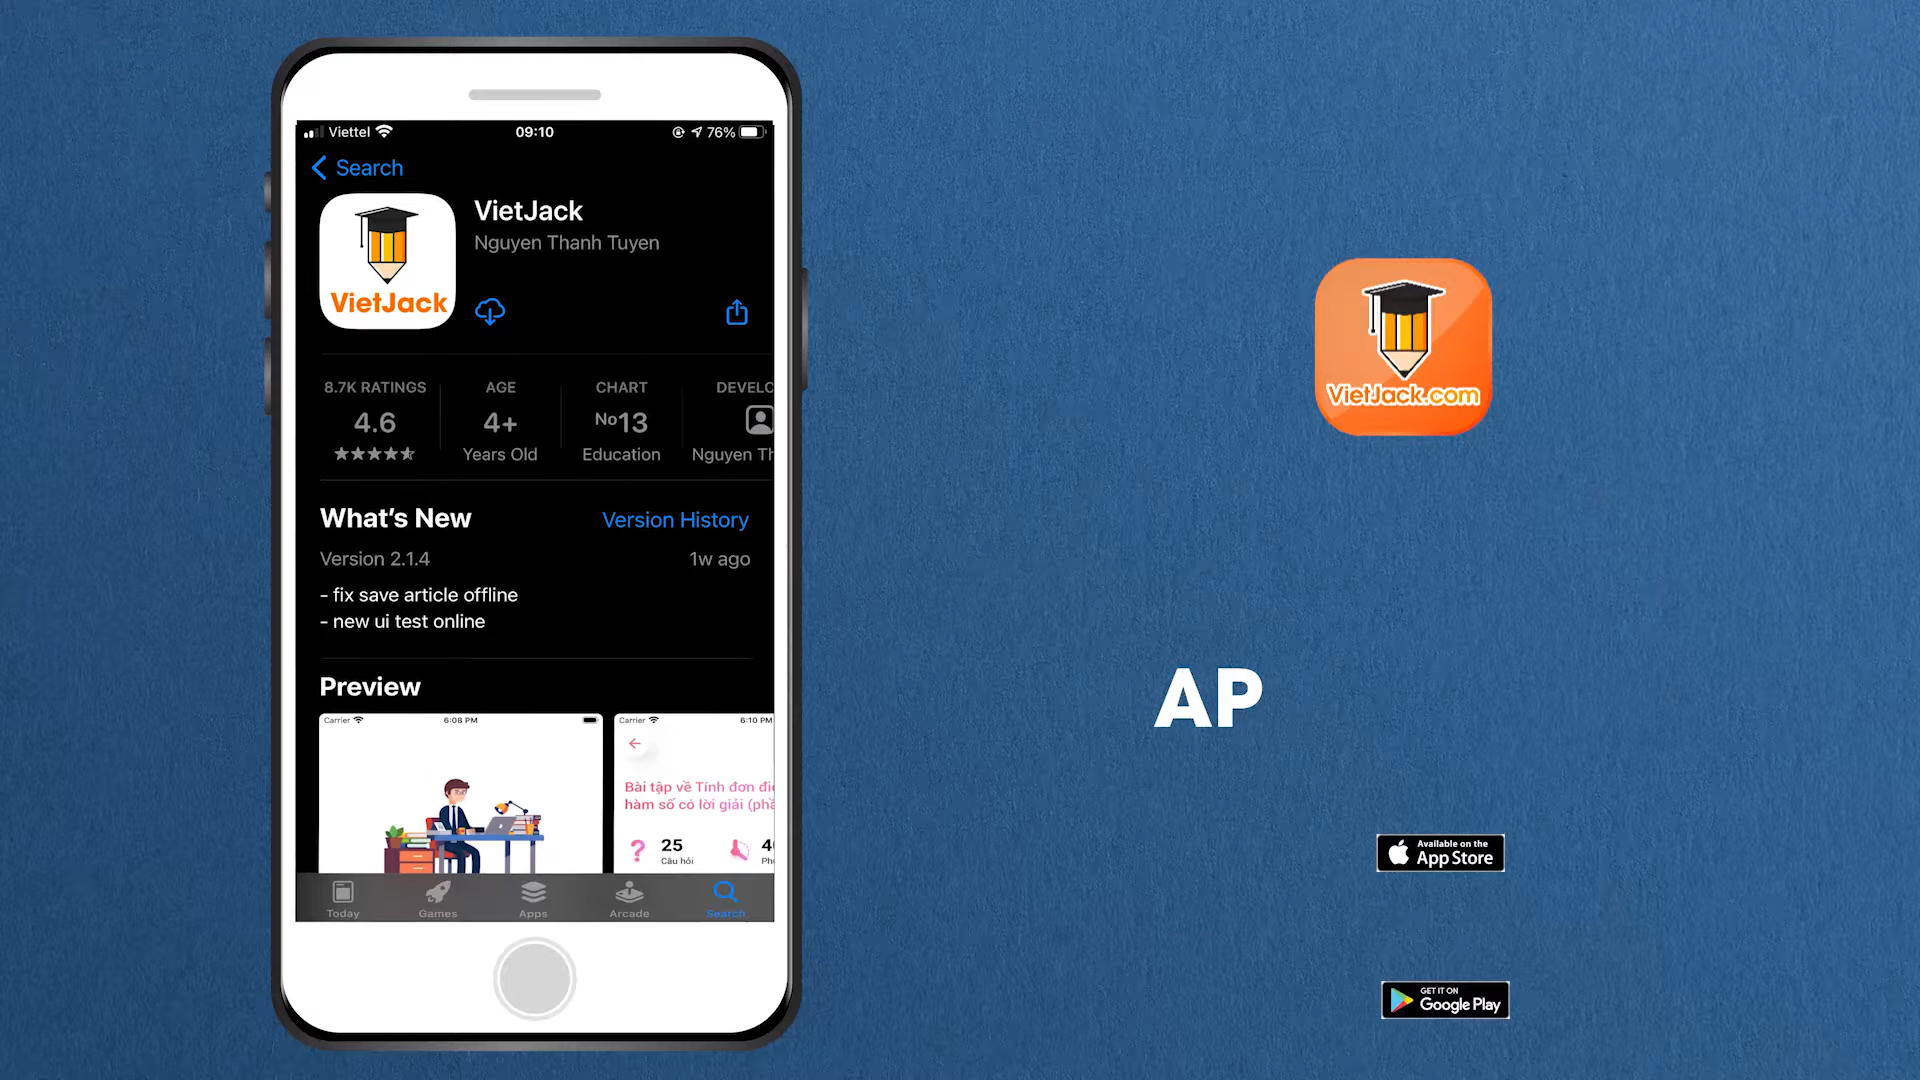 Viettel
09:10
76%
Search
VietJack
VietJack
Nguyen Thanh Tuyen
8.7K RATINGS
4.6
AGE
4+
Years Old
CHART
No13
Education
DEVELO
Nguyen Th
What's New
Version History
Version 2.1.4
1w ago
- fix save article offline
- new ui test online
Preview
Carrier
6:08 PM
Carrier
6:10 PM
Bài tập về Tính đơn đi
hàm số có lời giải (ph
25
Câu hỏi
Today
Games
Apps
Arcade
Search
VietJack.com
AP
Available on the
App Store
GET IT ON
Google Play